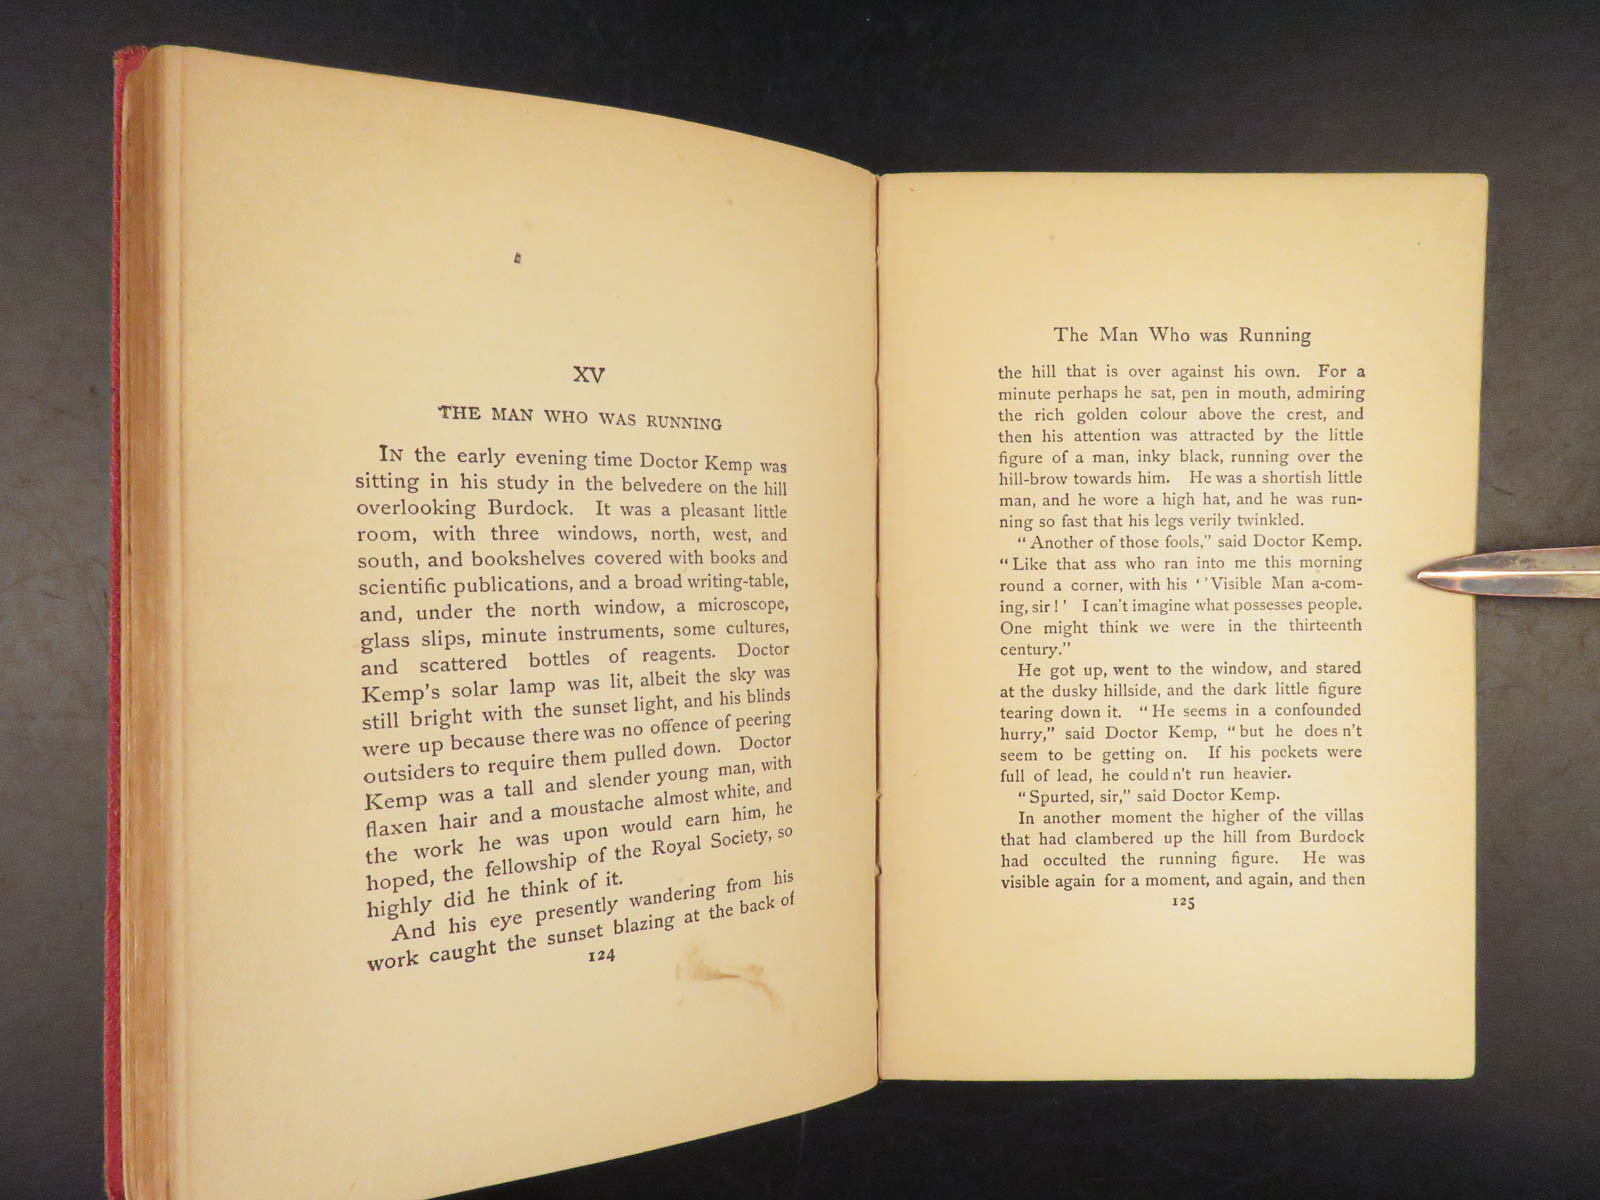 XV
THE MAN WHO WAS RUNNING
IN the early evening time Doctor Kemp was
sitting in his study in the belvedere on the hill
overlooking Burdock. It was a pleasant little
room, with three windows, north, west, and
south, and bookshelves covered with books and
scientific publications, and a broad writing-table,
and, under the north window, a microscope,
glass slips, minute instruments, some cultures,
and scattered bottles of reagents. Doctor
Kemp's solar lamp was lit, albeit the sky was
still bright with the sunset light, and his blinds
were up because there was no offence of peering
outsiders to require them pulled down. Doctor
Kemp was a tall and slender young man, with
flaxen hair and a moustache almost white, and
the work he was upon would earn him, he
hoped, the fellowship of the Royal Society, so
highly did he think of it.
And his eye presently wandering from his
work caught the sunset blazing at the back of
124
The Man Who was Running
the hill that is over against his own. For a
minute perhaps he sat, pen in mouth, admiring
the rich golden colour above the crest, and
then his attention was attracted by the little
figure of a man, inky black, running over the
hill-brow towards him. He was a shortish little
man, and he wore a high hat, and he was run-
ning so fast that his legs verily twinkled.
"Another of those fools," said Doctor Kemp.
"Like that ass who ran into me this morning
round a corner, with his ''Visible Man a-com-
ing, sir!' I can't imagine what possesses people.
One might think we were in the thirteenth
century."
He got up, went to the window, and stared
at the dusky hillside, and the dark little figure
tearing down it. "He seems in a confounded
hurry," said Doctor Kemp, "but he does n't
seem to be getting on. If his pockets were
full of lead, he could n't run heavier.
"Spurted, sir," said Doctor Kemp.
In another moment the higher of the villas
that had clambered up the hill from Burdock
had occulted the running figure. He was
visible again for a moment, and again, and then
125